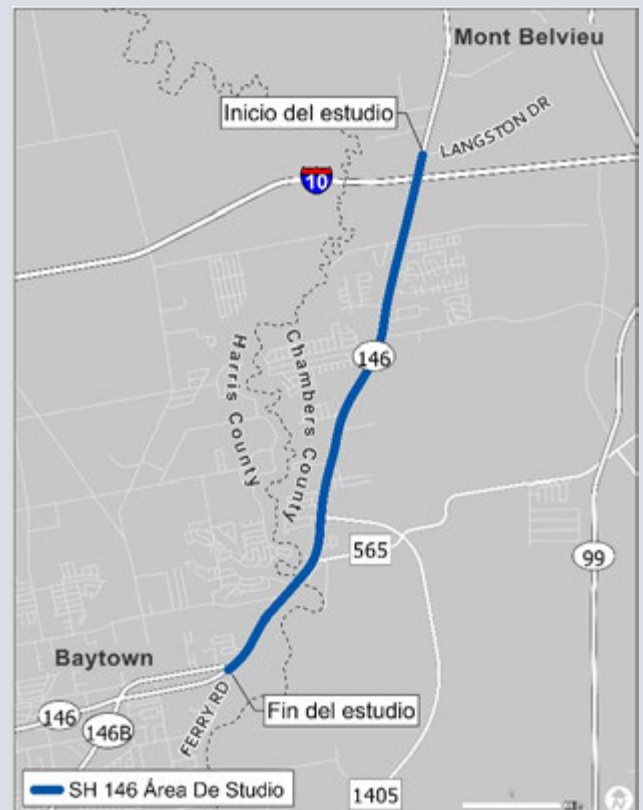 Mont Belvieu
Inicio del estudio
LANGSTON DR
10
146
Harris County
Chambers County
565
99
Baytown
146
146B
FERRY RD
Fin del estudio
SH 146 Área De Studio
1405